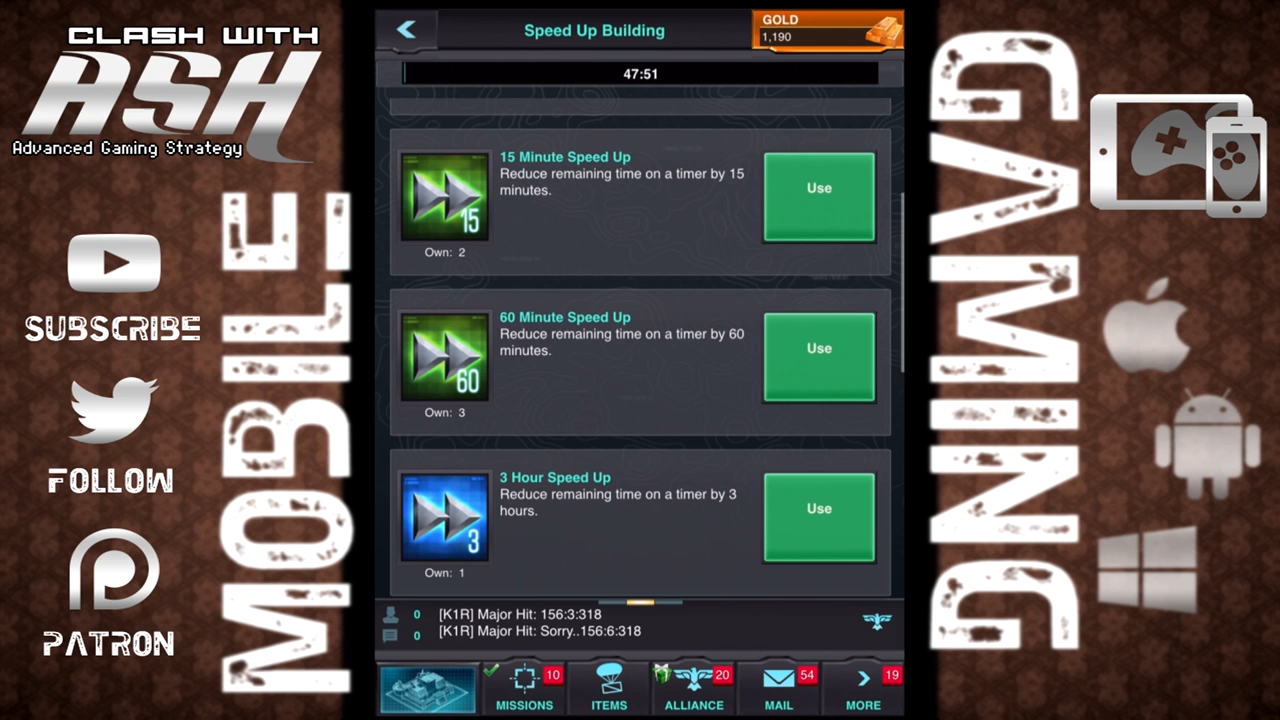 CLASH WITH
ASH
Advanced Gaming Strategy
SUBSCRIBE
FOLLOW
PATRON
MOBILE
Speed Up Building
GOLD
1,190
47:51
15 Minute Speed Up
Reduce remaining time on a timer by 15
minutes.
15
Own: 2
Use
60 Minute Speed Up
Reduce remaining time on a timer by 60
minutes.
60
Own: 3
Use
3 Hour Speed Up
Reduce remaining time on a timer by 3
hours.
3
Own: 1
Use
0
[K1R] Major Hit: 156:3:318
0
[K1R] Major Hit: Sorry..156:6:318
10
MISSIONS
ITEMS
20
ALLIANCE
54
MAIL
19
MORE
GAMING